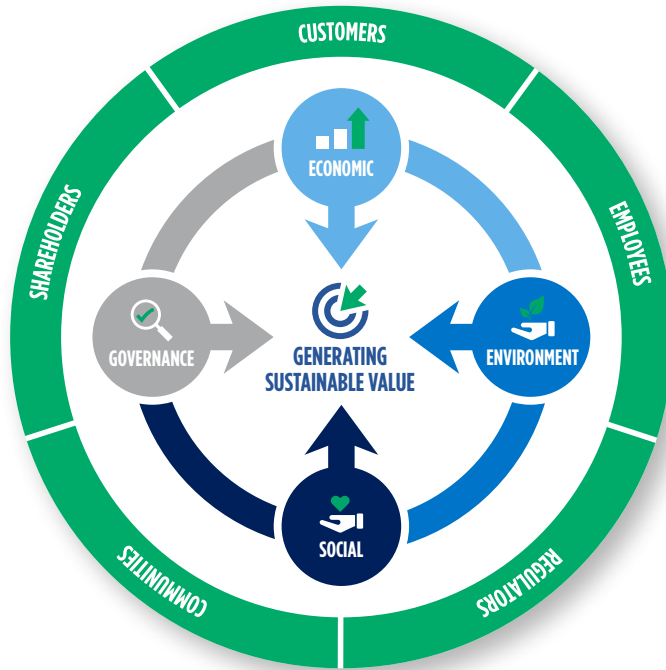 CUSTOMERS
SHAREHOLDERS
EMPLOYEES
ECONOMIC
GOVERNANCE
GENERATING
SUSTAINABLE VALUE
ENVIRONMENT
SOCIAL
COMMUNITIES
REGULATORS